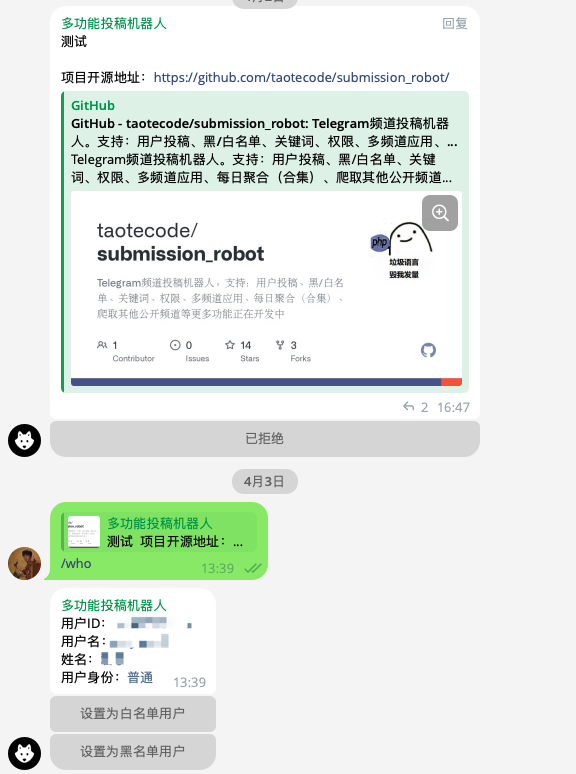 多功能投稿机器人
回复
测试
项目开源地址：https://github.com/taotecode/submission_robot/
GitHub
GitHub - taotecode/submission_robot: Telegram频道投稿机器
人。支持：用户投稿、黑/白名单、关键词、权限、多频道应用、...
Telegram频道投稿机器人。支持：用户投稿、黑/白名单、关键
词、权限、多频道应用、每日聚合（合集）、爬取其他公开频道...
taotecode/
submission_robot
Telegram频道投稿机器人。支持：用户投稿、黑/白名
单、关键词、权限、多频道应用、每日聚合（合集）、
爬取其他公开频道等更多功能正在开发中
php
垃圾语言
毁我发量
1
Contributor
0
Issues
14
Stars
3
Forks
2 16:47
已拒绝
4月3日
多功能投稿机器人
测试 项目开源地址：...
/who
13:39
多功能投稿机器人
用户ID：
用户名：
姓名：
用户身份：普通
13:39
设置为白名单用户
设置为黑名单用户